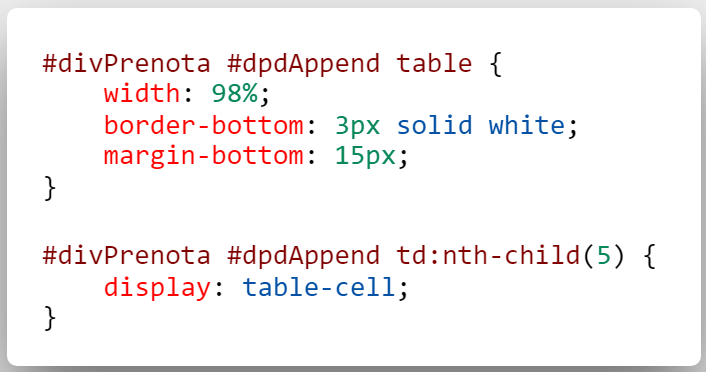 #divPrenota #dpdAppend table {
    width: 98%;
    border-bottom: 3px solid white;
    margin-bottom: 15px;
}

#divPrenota #dpdAppend td:nth-child(5) {
    display: table-cell;
}